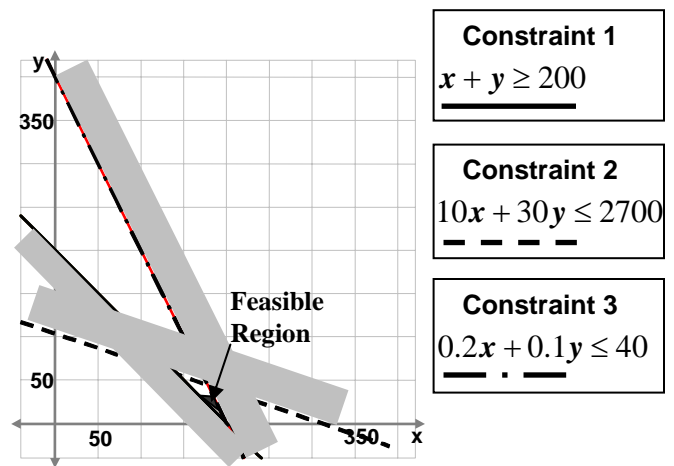 y
350
50
50
350
x
Feasible
Region
Constraint 1
x + y ≥ 200
Constraint 2
10x + 30y ≤ 2700
Constraint 3
0.2x + 0.1y ≤ 40